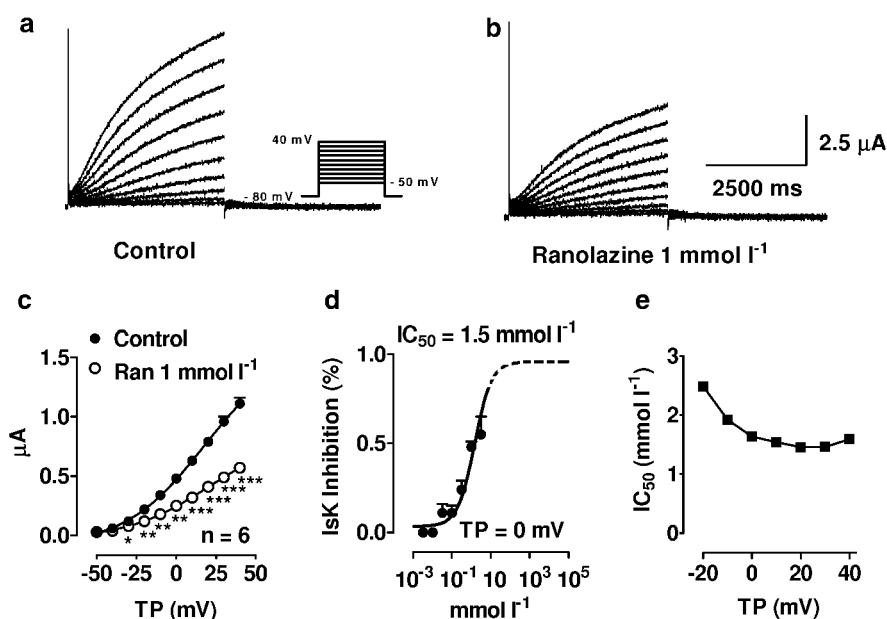 a
40 mV
- 80 mV
- 50 mV
Control
b
2.5 µA
2500 ms
Ranolazine 1 mmol l-1
c
Control
Ran 1 mmol l-1
1.5
1.0
0.5
0.0
µA
* ** ** ** *** *** *** ***
n = 6
-50 -25 0 25 50
TP (mV)
d
IC50 = 1.5 mmol l-1
1.0
0.5
0.0
IsK Inhibition (%)
TP = 0 mV
10-3 10-1 10 103 105
mmol l-1
e
3
2
1
0
IC50 (mmol l-1)
-20 0 20 40
TP (mV)